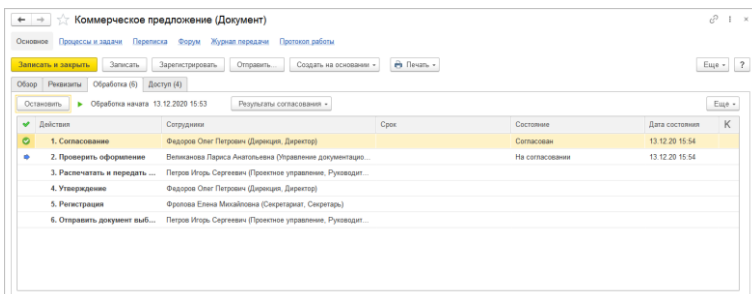 Коммерческое предложение (Документ)
Основное Процессы и задачи Переписка Форум Журнал передачи Протокол работы
Записать и закрыть Записать Зарегистрировать Отправить... Создать на основании Печать Еще ?
Обзор Реквизиты Обработка (6) Доступ (4)
Остановить Обработка начата 13.12.2020 15:53 Результаты согласования Еще
Действия Сотрудники Срок Состояние Дата состояния К
1. Согласование Федоров Олег Петрович (Дирекция, Директор) Согласован 13.12.20 15:54
2. Проверить оформление Великанова Лариса Анатольевна (Управление документацио... На согласовании 13.12.20 15:54
3. Распечатать и передать ... Петров Игорь Сергеевич (Проектное управление, Руководит...
4. Утверждение Федоров Олег Петрович (Дирекция, Директор)
5. Регистрация Фролова Елена Михайловна (Секретариат, Секретарь)
6. Отправить документ выб... Петров Игорь Сергеевич (Проектное управление, Руководит...